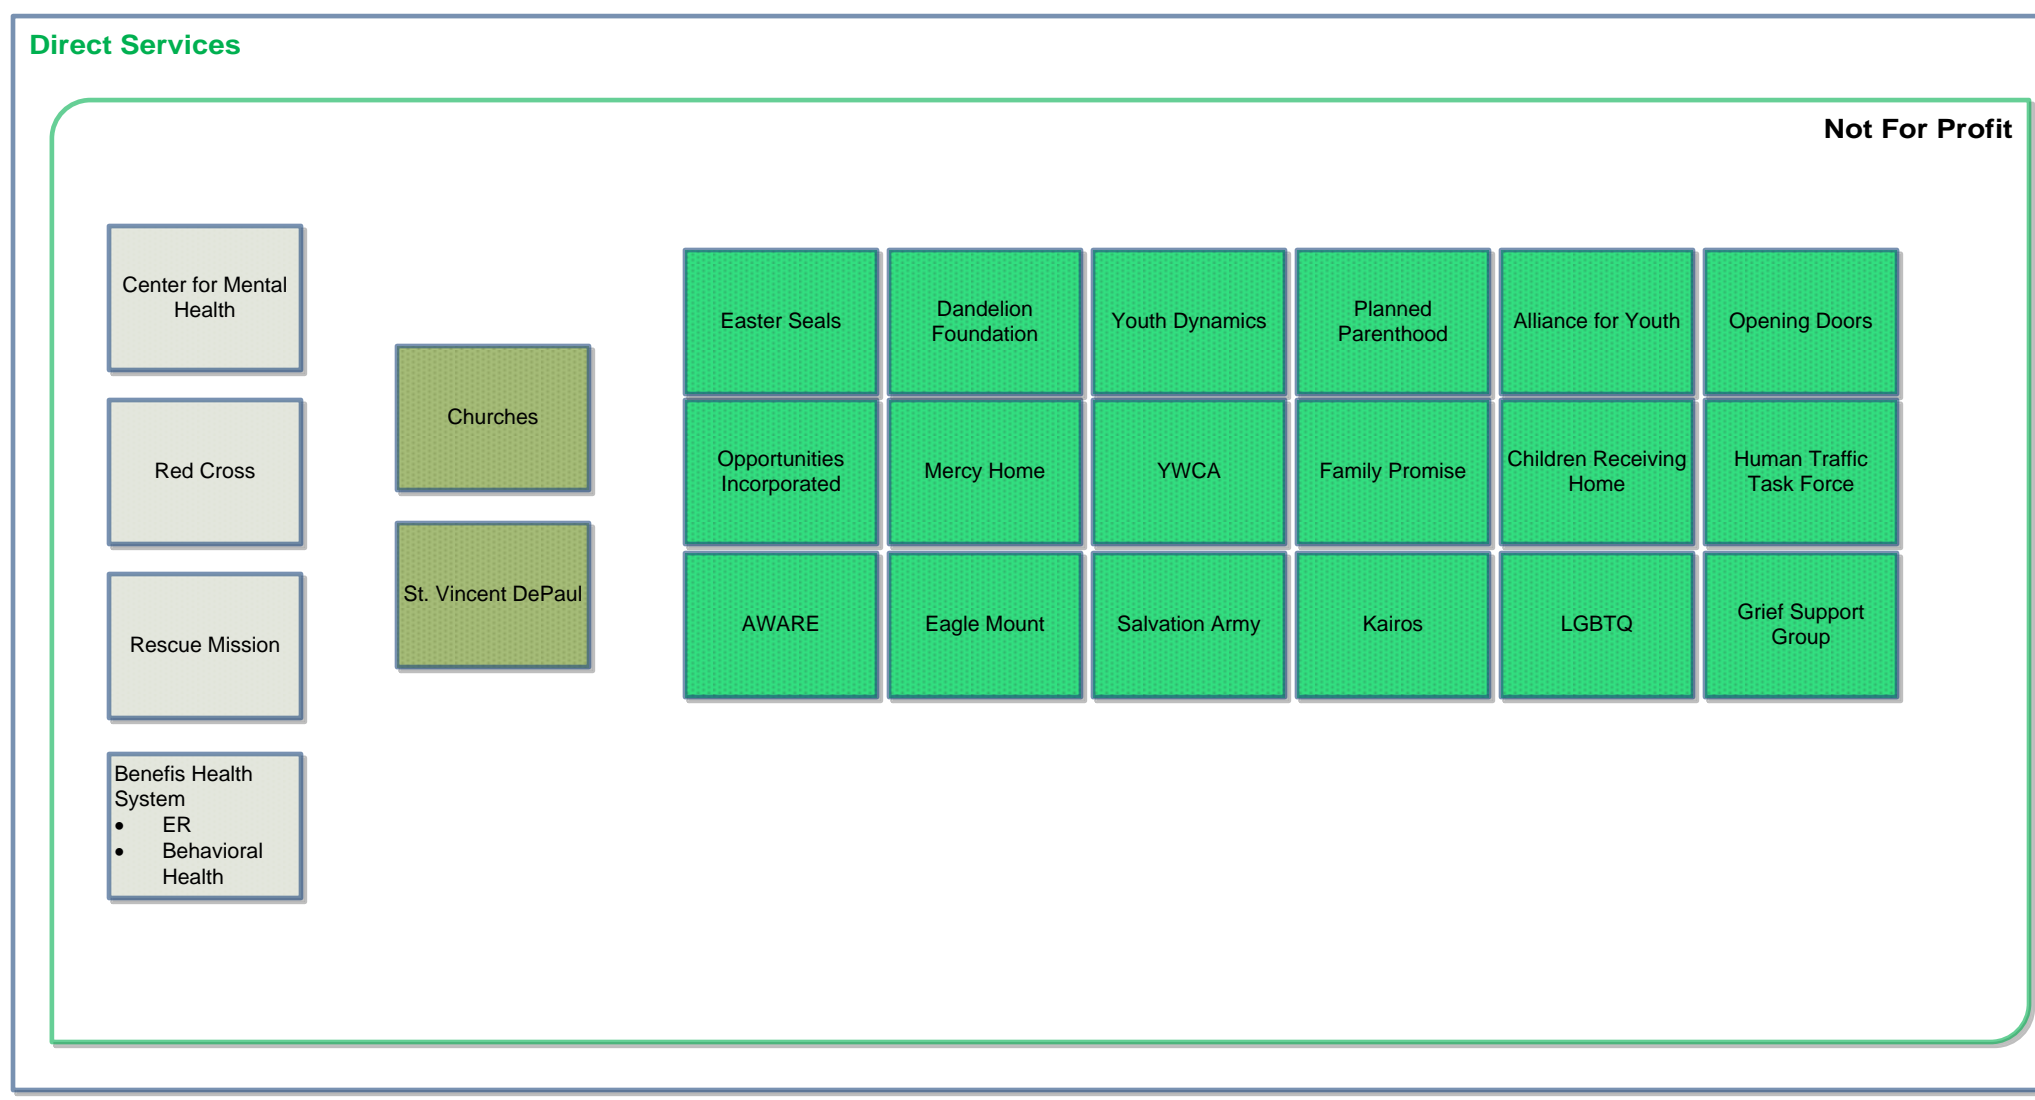 Direct Services
Not For Profit
Center for Mental
Health
Red Cross
Rescue Mission
Benefis Health
System
• ER
• Behavioral
Health
Churches
St. Vincent DePaul
Easter Seals
Dandelion
Foundation
Youth Dynamics
Planned
Parenthood
Alliance for Youth
Opening Doors
Opportunities
Incorporated
Mercy Home
YWCA
Family Promise
Children Receiving
Home
Human Traffic
Task Force
AWARE
Eagle Mount
Salvation Army
Kairos
LGBTQ
Grief Support
Group